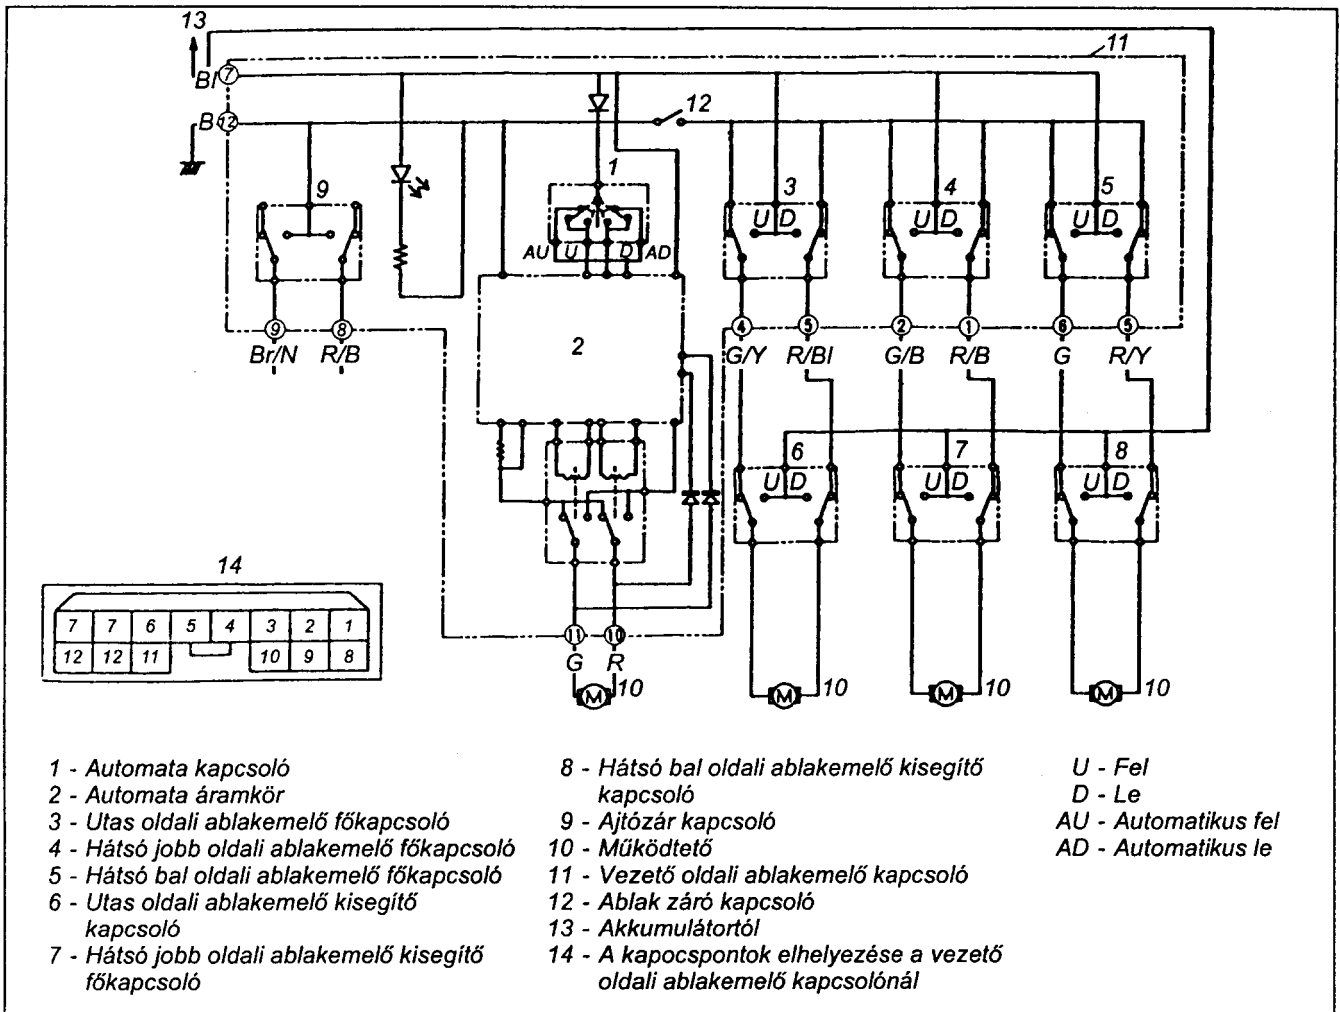 13
11
Bl 7
12
B 12
1
9
3
4
5
U D
U D
U D
AU U D AD
2
9 8 4 5 2 1 6 5
Br/N R/B G/Y R/Bl G/B R/B G R/Y
6
7
8
U D
U D
U D
14
7 7 6 5 4 3 2 1
12 12 11 10 9 8
11 10
G R
M 10
M 10
M 10
M 10
1 - Automata kapcsoló
2 - Automata áramkör
3 - Utas oldali ablakemelő főkapcsoló
4 - Hátsó jobb oldali ablakemelő főkapcsoló
5 - Hátsó bal oldali ablakemelő főkapcsoló
6 - Utas oldali ablakemelő kisegítő
kapcsoló
7 - Hátsó jobb oldali ablakemelő kisegítő
főkapcsoló
8 - Hátsó bal oldali ablakemelő kisegítő
kapcsoló
9 - Ajtózár kapcsoló
10 - Működtető
11 - Vezető oldali ablakemelő kapcsoló
12 - Ablak záró kapcsoló
13 - Akkumulátortól
14 - A kapocspontok elhelyezése a vezető
oldali ablakemelő kapcsolónál
U - Fel
D - Le
AU - Automatikus fel
AD - Automatikus le